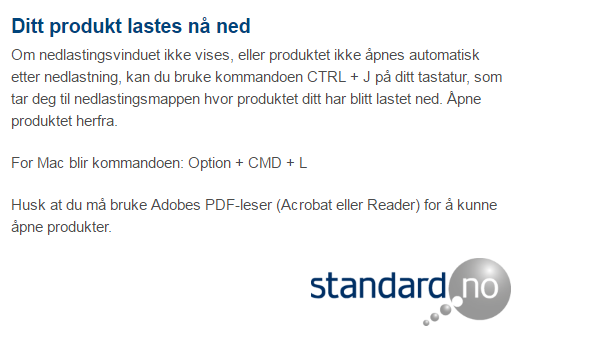 Ditt produkt lastes nå ned
Om nedlastingsvinduet ikke vises, eller produktet ikke åpnes automatisk
etter nedlastning, kan du bruke kommandoen CTRL + J på ditt tastatur, som
tar deg til nedlastingsmappen hvor produktet ditt har blitt lastet ned. Åpne
produktet herfra.
For Mac blir kommandoen: Option + CMD + L
Husk at du må bruke Adobes PDF-leser (Acrobat eller Reader) for å kunne
åpne produkter.
standard.no